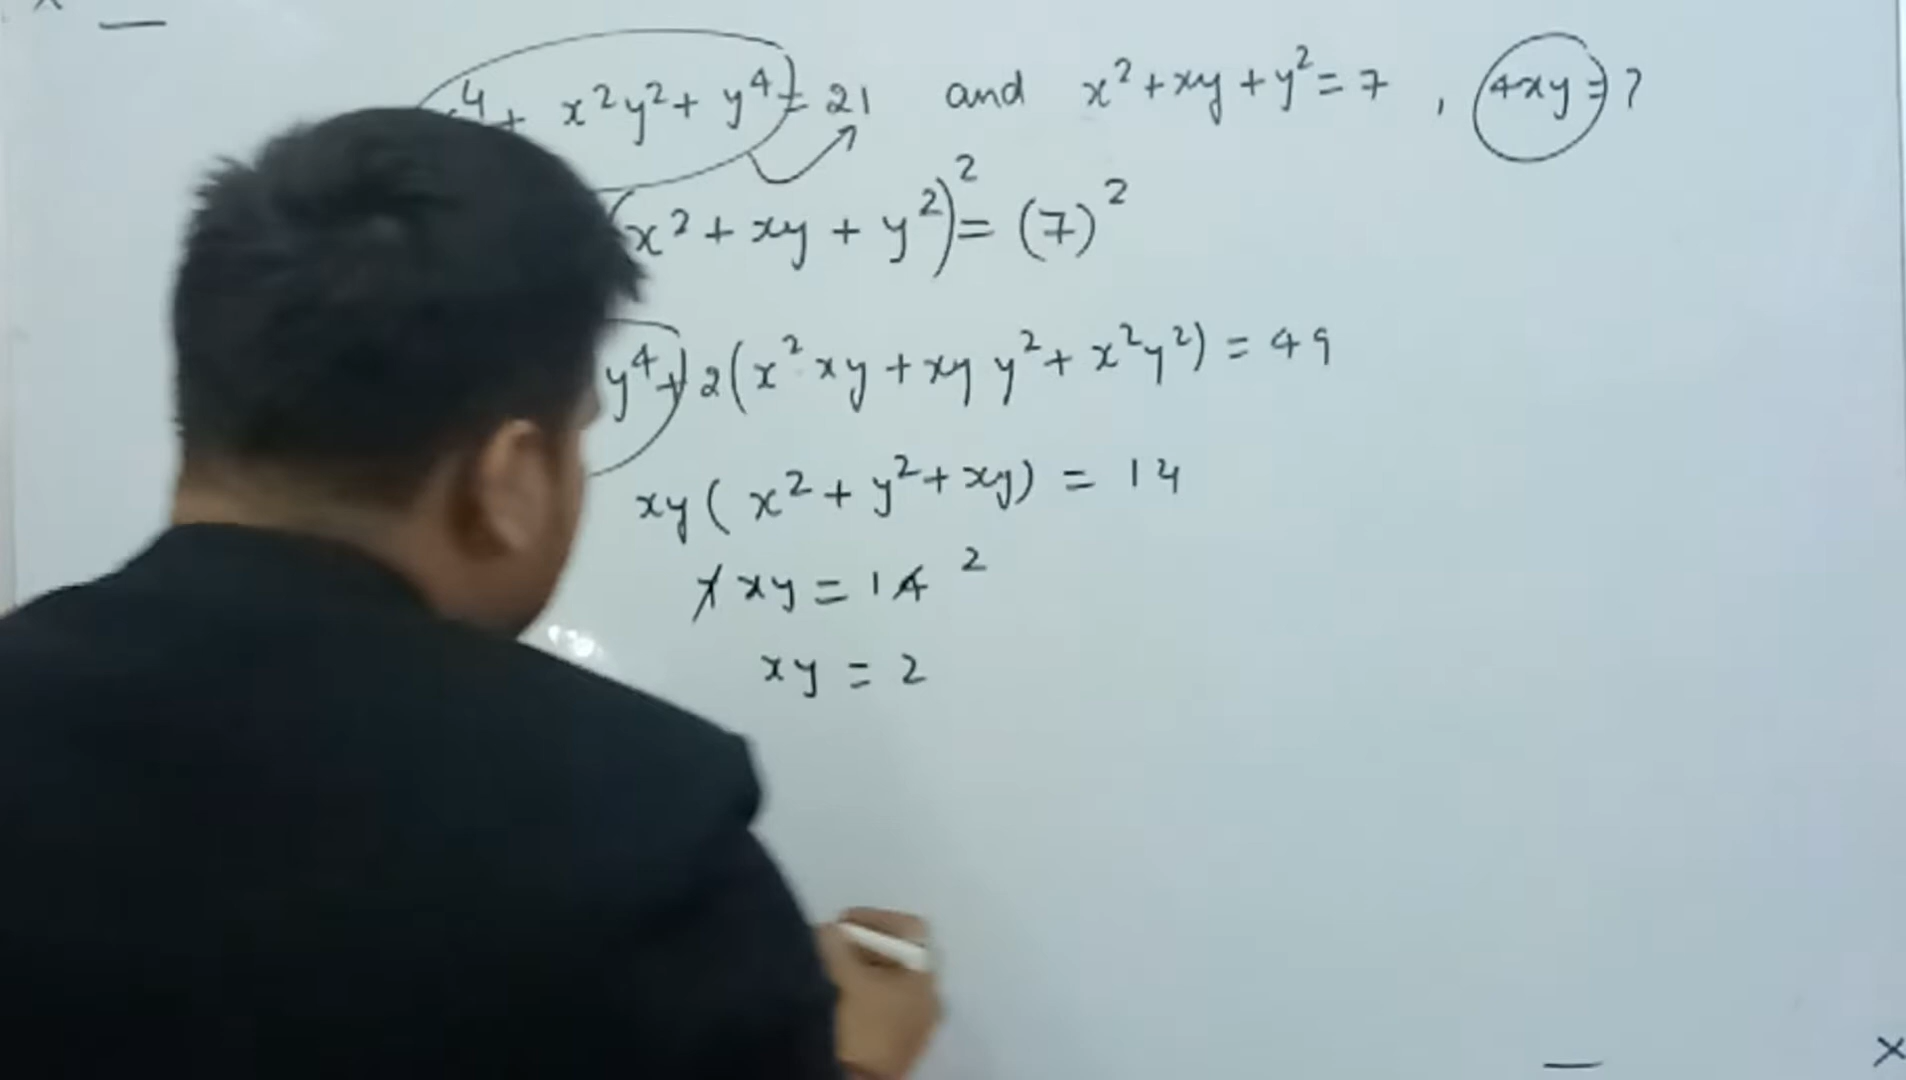 ⁴ + x²y² + y⁴ = 21 and x² + xy + y² = 7 , 4xy = ?
(x² + xy + y²)² = (7)²
y⁴ + 2(x² xy + xy y² + x²y²) = 49
xy ( x² + y² + xy) = 14
7 xy = 14 2
xy = 2
x